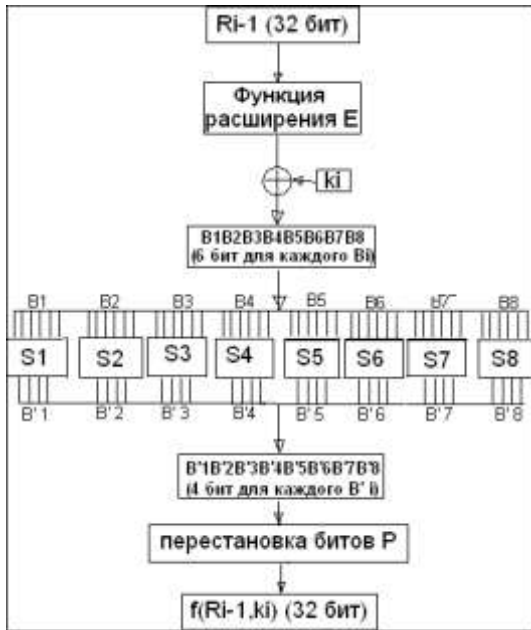 Ri-1 (32 бит)
Функция
расширения E
ki
B1B2B3B4B5B6B7B8
(6 бит для каждого Bi)
B1 B2 B3 B4 B5 B6 B7 B8
S1 S2 S3 S4 S5 S6 S7 S8
B'1 B'2 B'3 B'4 B'5 B'6 B'7 B'8
B'1B'2B'3B'4B'5B'6B'7B'8
(4 бит для каждого B' i)
перестановка битов P
f(Ri-1,ki) (32 бит)